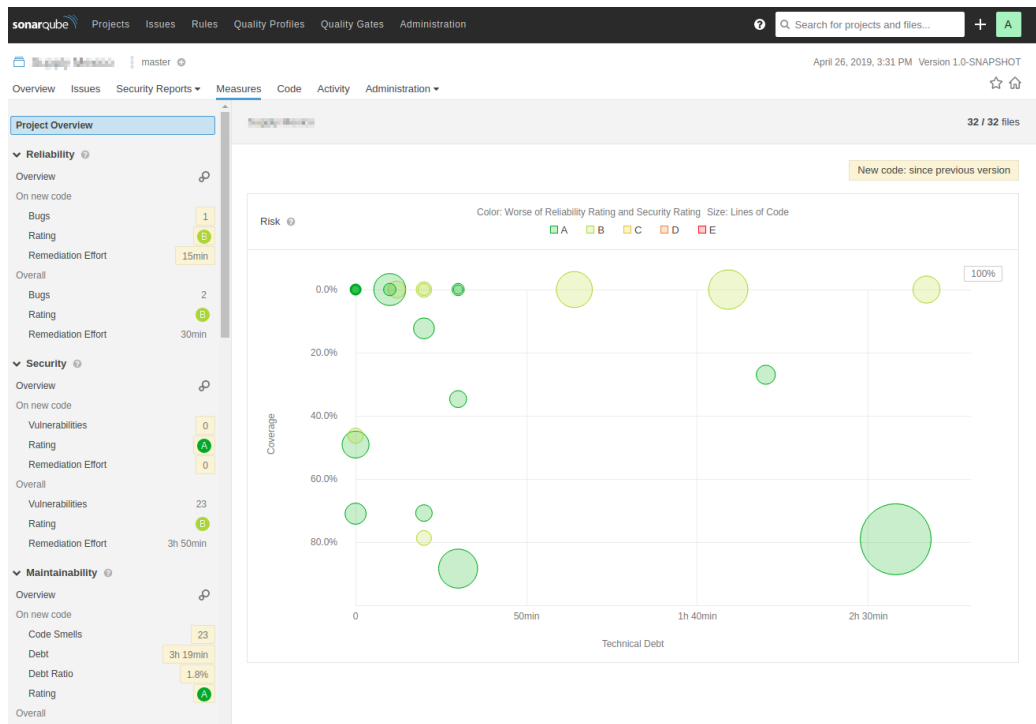 sonarqube Projects Issues Rules Quality Profiles Quality Gates Administration ? Search for projects and files... + A
master April 26, 2019, 3:31 PM Version 1.0-SNAPSHOT
Overview Issues Security Reports Measures Code Activity Administration
Project Overview
32 / 32 files
Reliability ?
Overview
On new code
Bugs 1
Rating B
Remediation Effort 15min
Overall
Bugs 2
Rating B
Remediation Effort 30min
Security ?
Overview
On new code
Vulnerabilities 0
Rating A
Remediation Effort 0
Overall
Vulnerabilities 23
Rating B
Remediation Effort 3h 50min
Maintainability ?
Overview
On new code
Code Smells 23
Debt 3h 19min
Debt Ratio 1.8%
Rating A
Overall
New code: since previous version
Risk ?
Color: Worse of Reliability Rating and Security Rating Size: Lines of Code
A B C D E
100%
0.0%
20.0%
40.0%
60.0%
80.0%
Coverage
0 50min 1h 40min 2h 30min
Technical Debt